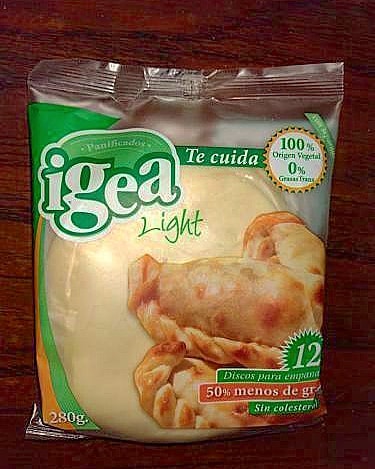 Panificados
igea
Te cuida
100%
Origen Vegetal
0%
Grasas Trans
Light
12
Discos para empana
50% menos de gr
Sin colesterol
280g.